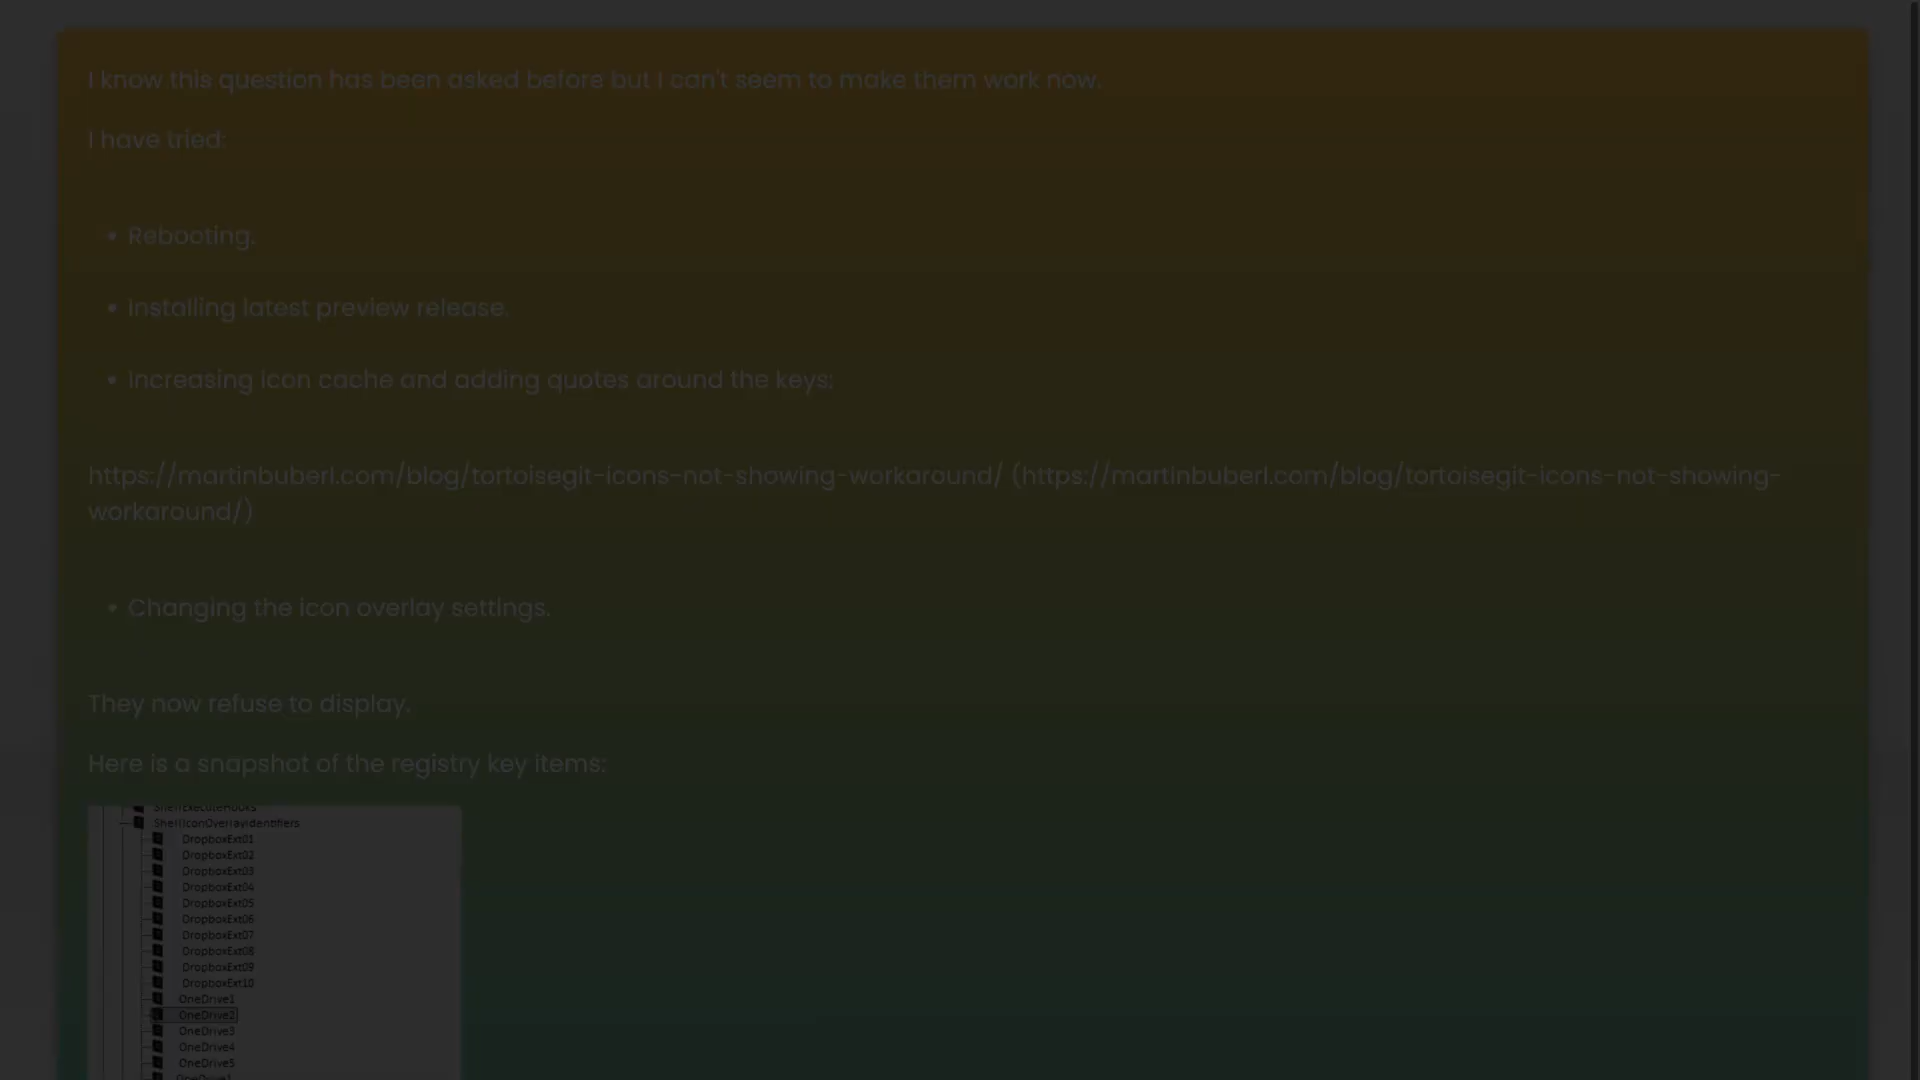 I know this question has been asked before but I can't seem to make them work now.
I have tried:
• Rebooting.
• Installing latest preview release.
• Increasing icon cache and adding quotes around the keys:
https://martinbuberl.com/blog/tortoisegit-icons-not-showing-workaround/ (https://martinbuberl.com/blog/tortoisegit-icons-not-showing-
workaround/)
• Changing the icon overlay settings.
They now refuse to display.
Here is a snapshot of the registry key items:
ShellExecuteHooks
ShellIconOverlayIdentifiers
DropboxExt01
DropboxExt02
DropboxExt03
DropboxExt04
DropboxExt05
DropboxExt06
DropboxExt07
DropboxExt08
DropboxExt09
DropboxExt10
OneDrive1
OneDrive2
OneDrive3
OneDrive4
OneDrive5
OneDrive1